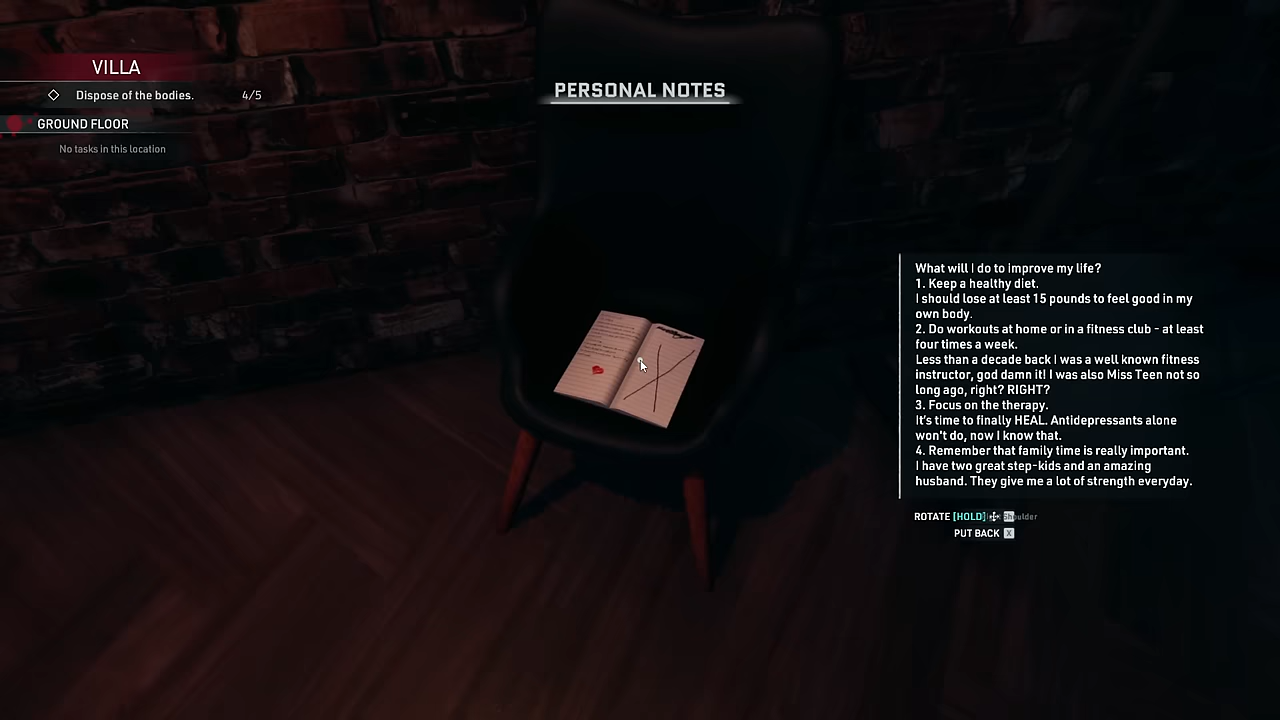 VILLA
Dispose of the bodies. 4/5
GROUND FLOOR
No tasks in this location
PERSONAL NOTES
What will I do to improve my life?
1. Keep a healthy diet.
I should lose at least 15 pounds to feel good in my
own body.
2. Do workouts at home or in a fitness club - at least
four times a week.
Less than a decade back I was a well known fitness
instructor, god damn it! I was also Miss Teen not so
long ago, right? RIGHT?
3. Focus on the therapy.
It's time to finally HEAL. Antidepressants alone
won't do, now I know that.
4. Remember that family time is really important.
I have two great step-kids and an amazing
husband. They give me a lot of strength everyday.
ROTATE [HOLD]
PUT BACK X